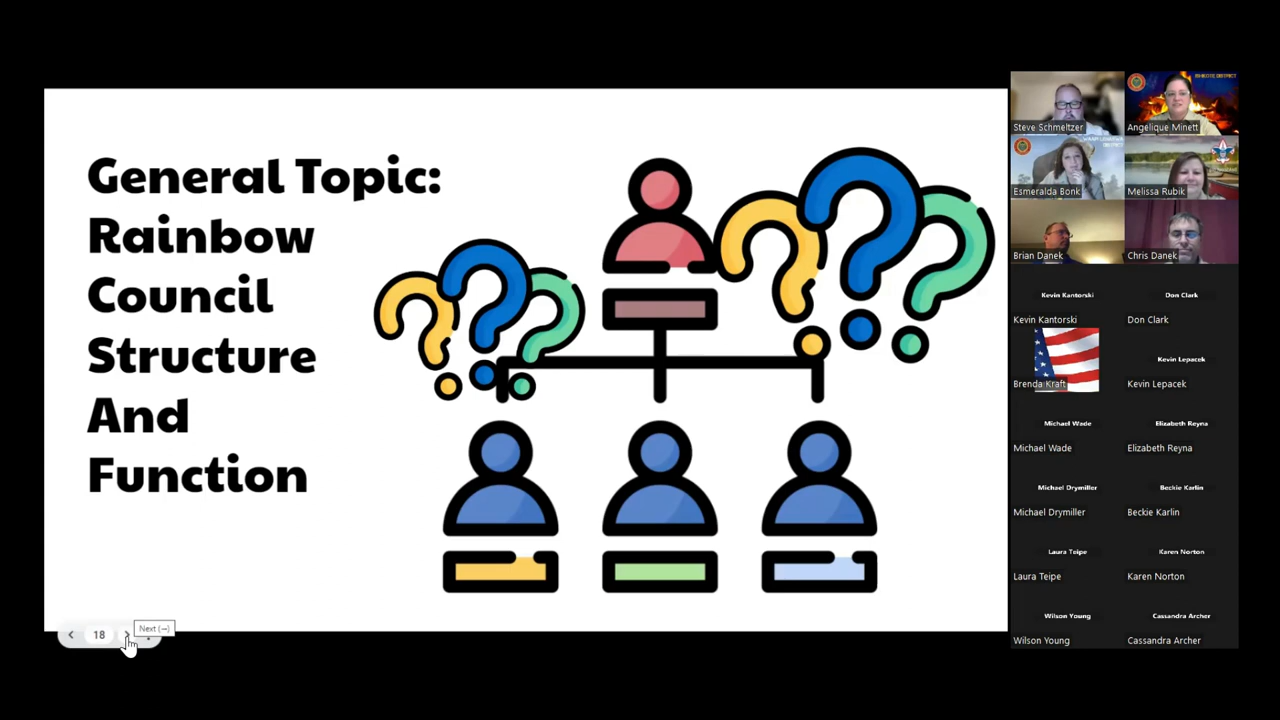 General Topic:
Rainbow
Council
Structure
And
Function
18
Next (→)
Steve Schmeltzer
Angelique Minett
Esmeralda Bonk
Melissa Rubik
Brian Danek
Chris Danek
Kevin Kantorski
Kevin Kantorski
Don Clark
Don Clark
Brenda Kraft
Kevin Lepacek
Kevin Lepacek
Michael Wade
Michael Wade
Elizabeth Reyna
Elizabeth Reyna
Michael Drymiller
Michael Drymiller
Beckie Karlin
Beckie Karlin
Laura Teipe
Laura Teipe
Karen Norton
Karen Norton
Wilson Young
Wilson Young
Cassandra Archer
Cassandra Archer